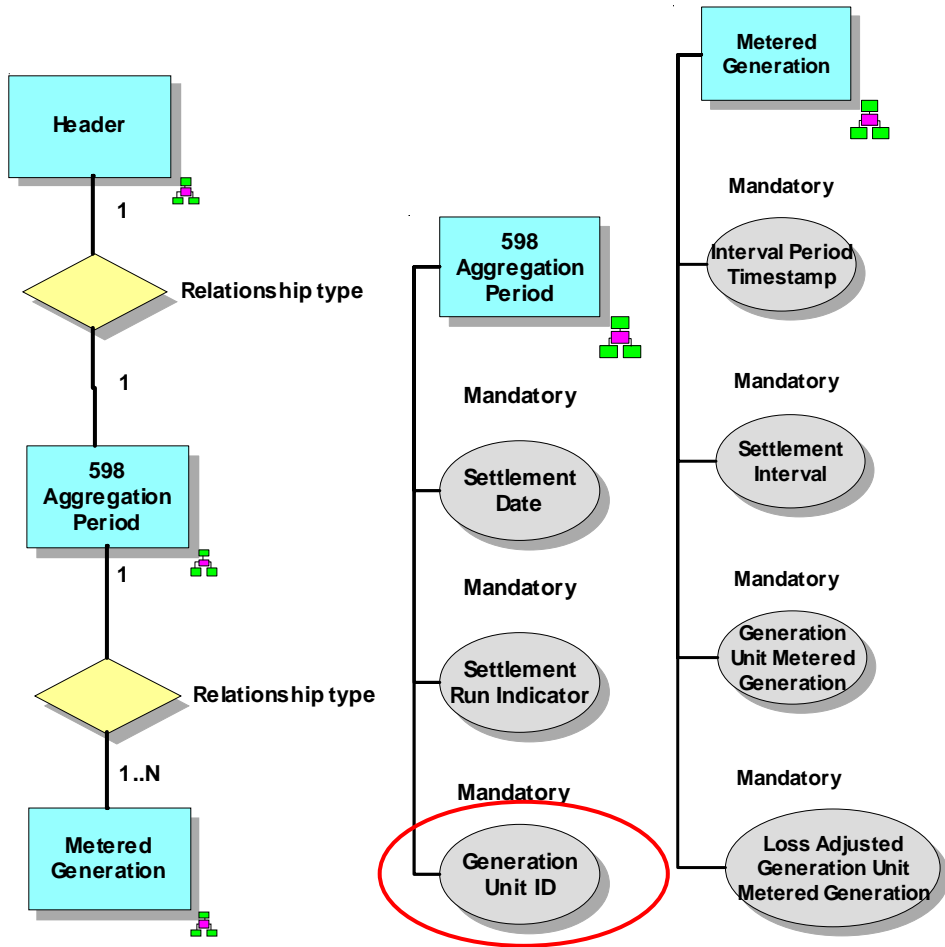 Header
1
Relationship type
1
598
Aggregation
Period
1
Relationship type
1..N
Metered
Generation
598
Aggregation
Period
Mandatory
Settlement
Date
Mandatory
Settlement
Run Indicator
Mandatory
Generation
Unit ID
Metered
Generation
Mandatory
Interval Period
Timestamp
Mandatory
Settlement
Interval
Mandatory
Generation
Unit Metered
Generation
Mandatory
Loss Adjusted
Generation Unit
Metered Generation